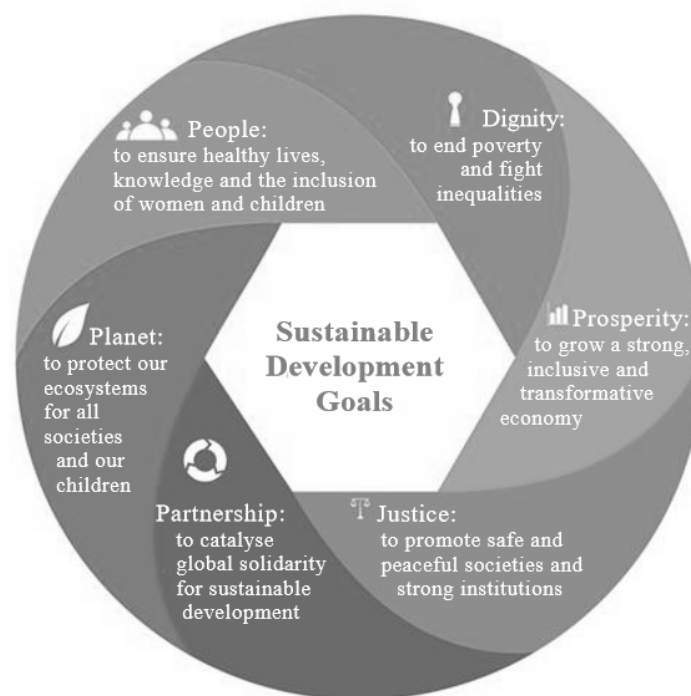 People:
to ensure healthy lives,
knowledge and the inclusion
of women and children
Dignity:
to end poverty
and fight
inequalities
Prosperity:
to grow a strong,
inclusive and
transformative
economy
Justice:
to promote safe and
peaceful societies and
strong institutions
Partnership:
to catalyse
global solidarity
for sustainable
development
Planet:
to protect our
ecosystems
for all
societies
and our
children
Sustainable
Development
Goals